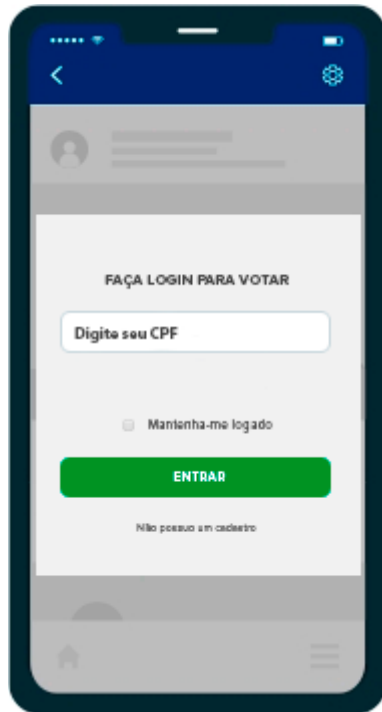 FAÇA LOGIN PARA VOTAR
Digite seu CPF
Mantenha-me logado
ENTRAR
Não possuo um cadastro